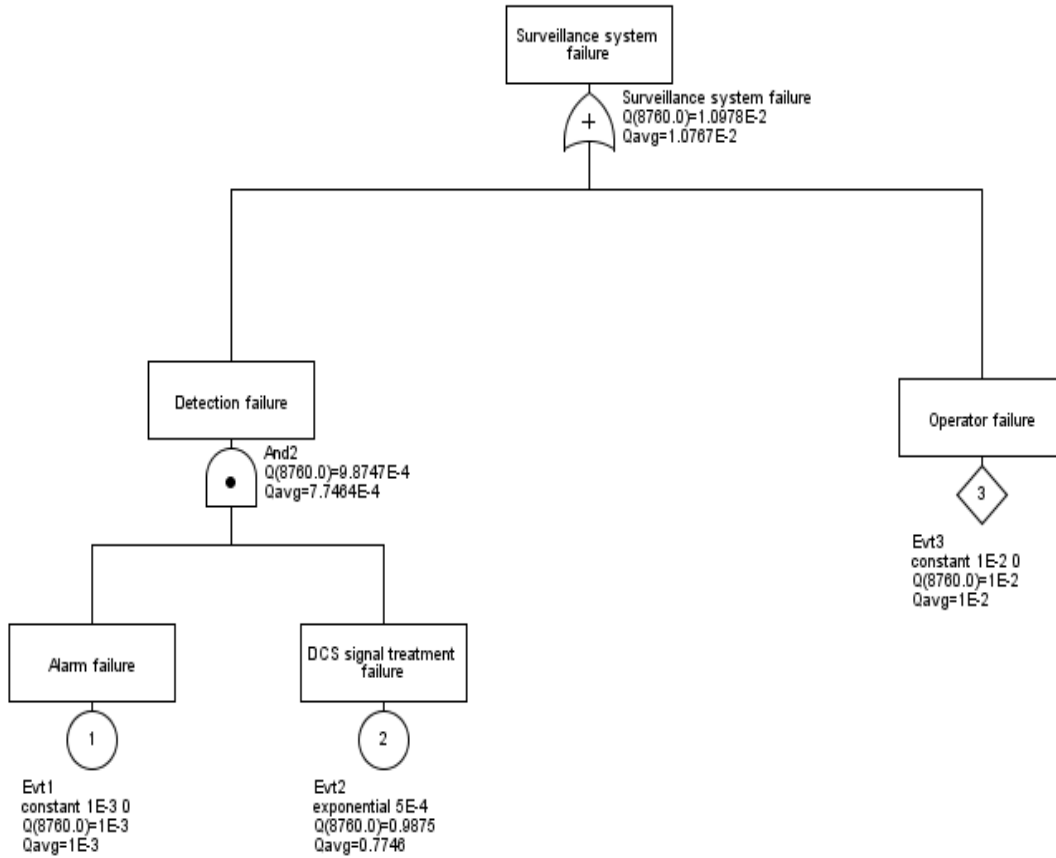 Surveillance system
failure
Surveillance system failure
Q(8760.0)=1.0978E-2
Qavg=1.0767E-2
+
Detection failure
And2
Q(8760.0)=9.8747E-4
Qavg=7.7464E-4
Operator failure
3
Evt3
constant 1E-2 0
Q(8760.0)=1E-2
Qavg=1E-2
Alarm failure
1
Evt1
constant 1E-3 0
Q(8760.0)=1E-3
Qavg=1E-3
DCS signal treatment
failure
2
Evt2
exponential 5E-4
Q(8760.0)=0.9875
Qavg=0.7746